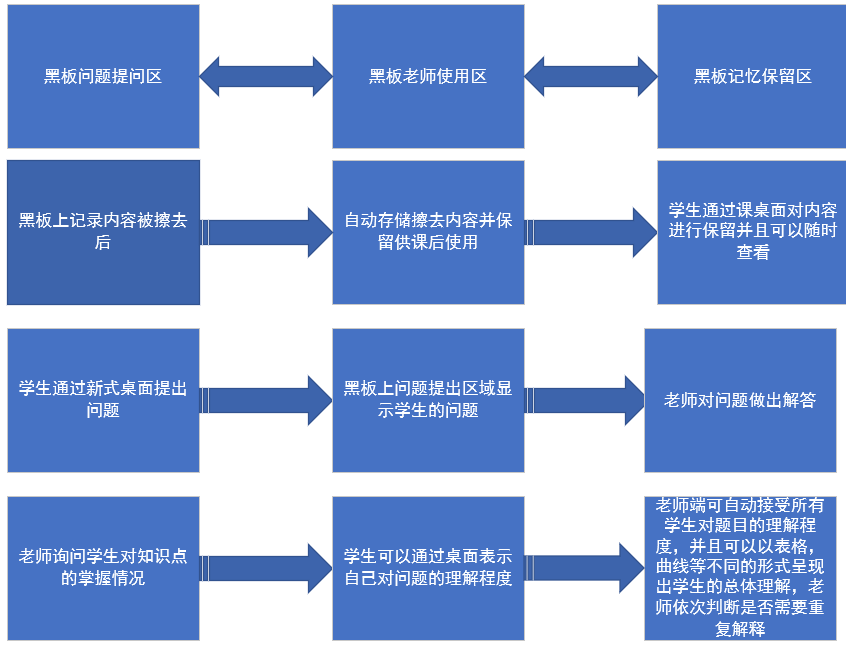 黑板问题提问区
黑板老师使用区
黑板记忆保留区
黑板上记录内容被擦去
后
自动存储擦去内容并保
留供课后使用
学生通过课桌面对内容
进行保留并且可以随时
查看
学生通过新式桌面提出
问题
黑板上问题提出区域显
示学生的问题
老师对问题做出解答
老师询问学生对知识点
的掌握情况
学生可以通过桌面表示
自己对问题的理解程度
老师端可自动接受所有
学生对题目的理解程
度，并且可以以表格，
曲线等不同的形式呈现
出学生的总体理解，老
师依次判断是否需要重
复解释